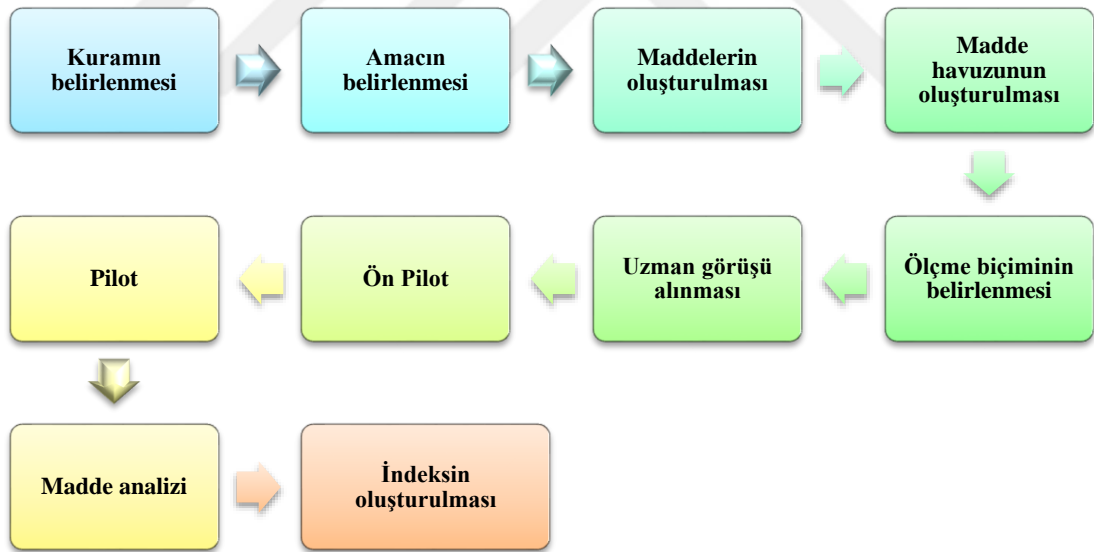 Kuramın
belirlenmesi
Amacın
belirlenmesi
Maddelerin
oluşturulması
Madde
havuzunun
oluşturulması
Ölçme biçiminin
belirlenmesi
Uzman görüşü
alınması
Ön Pilot
Pilot
Madde analizi
İndeksin
oluşturulması